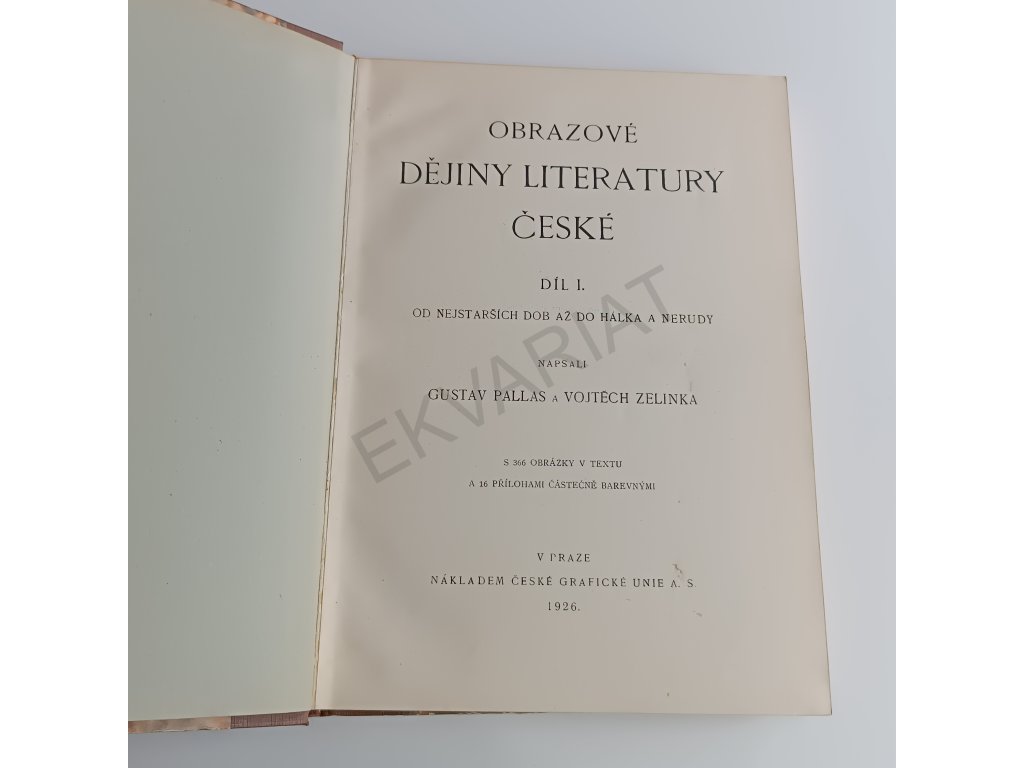 OBRAZOVÉ
DĚJINY LITERATURY
ČESKÉ
DÍL I.
OD NEJSTARŠÍCH DOB AŽ DO HÁLKA A NERUDY
NAPSALI
GUSTAV PALLAS A VOJTĚCH ZELINKA
S 366 OBRÁZKY V TEXTU
A 16 PŘÍLOHAMI ČÁSTEČNĚ BAREVNÝMI
V PRAZE
NÁKLADEM ČESKÉ GRAFICKÉ UNIE A. S.
1926.
EKVARIAT